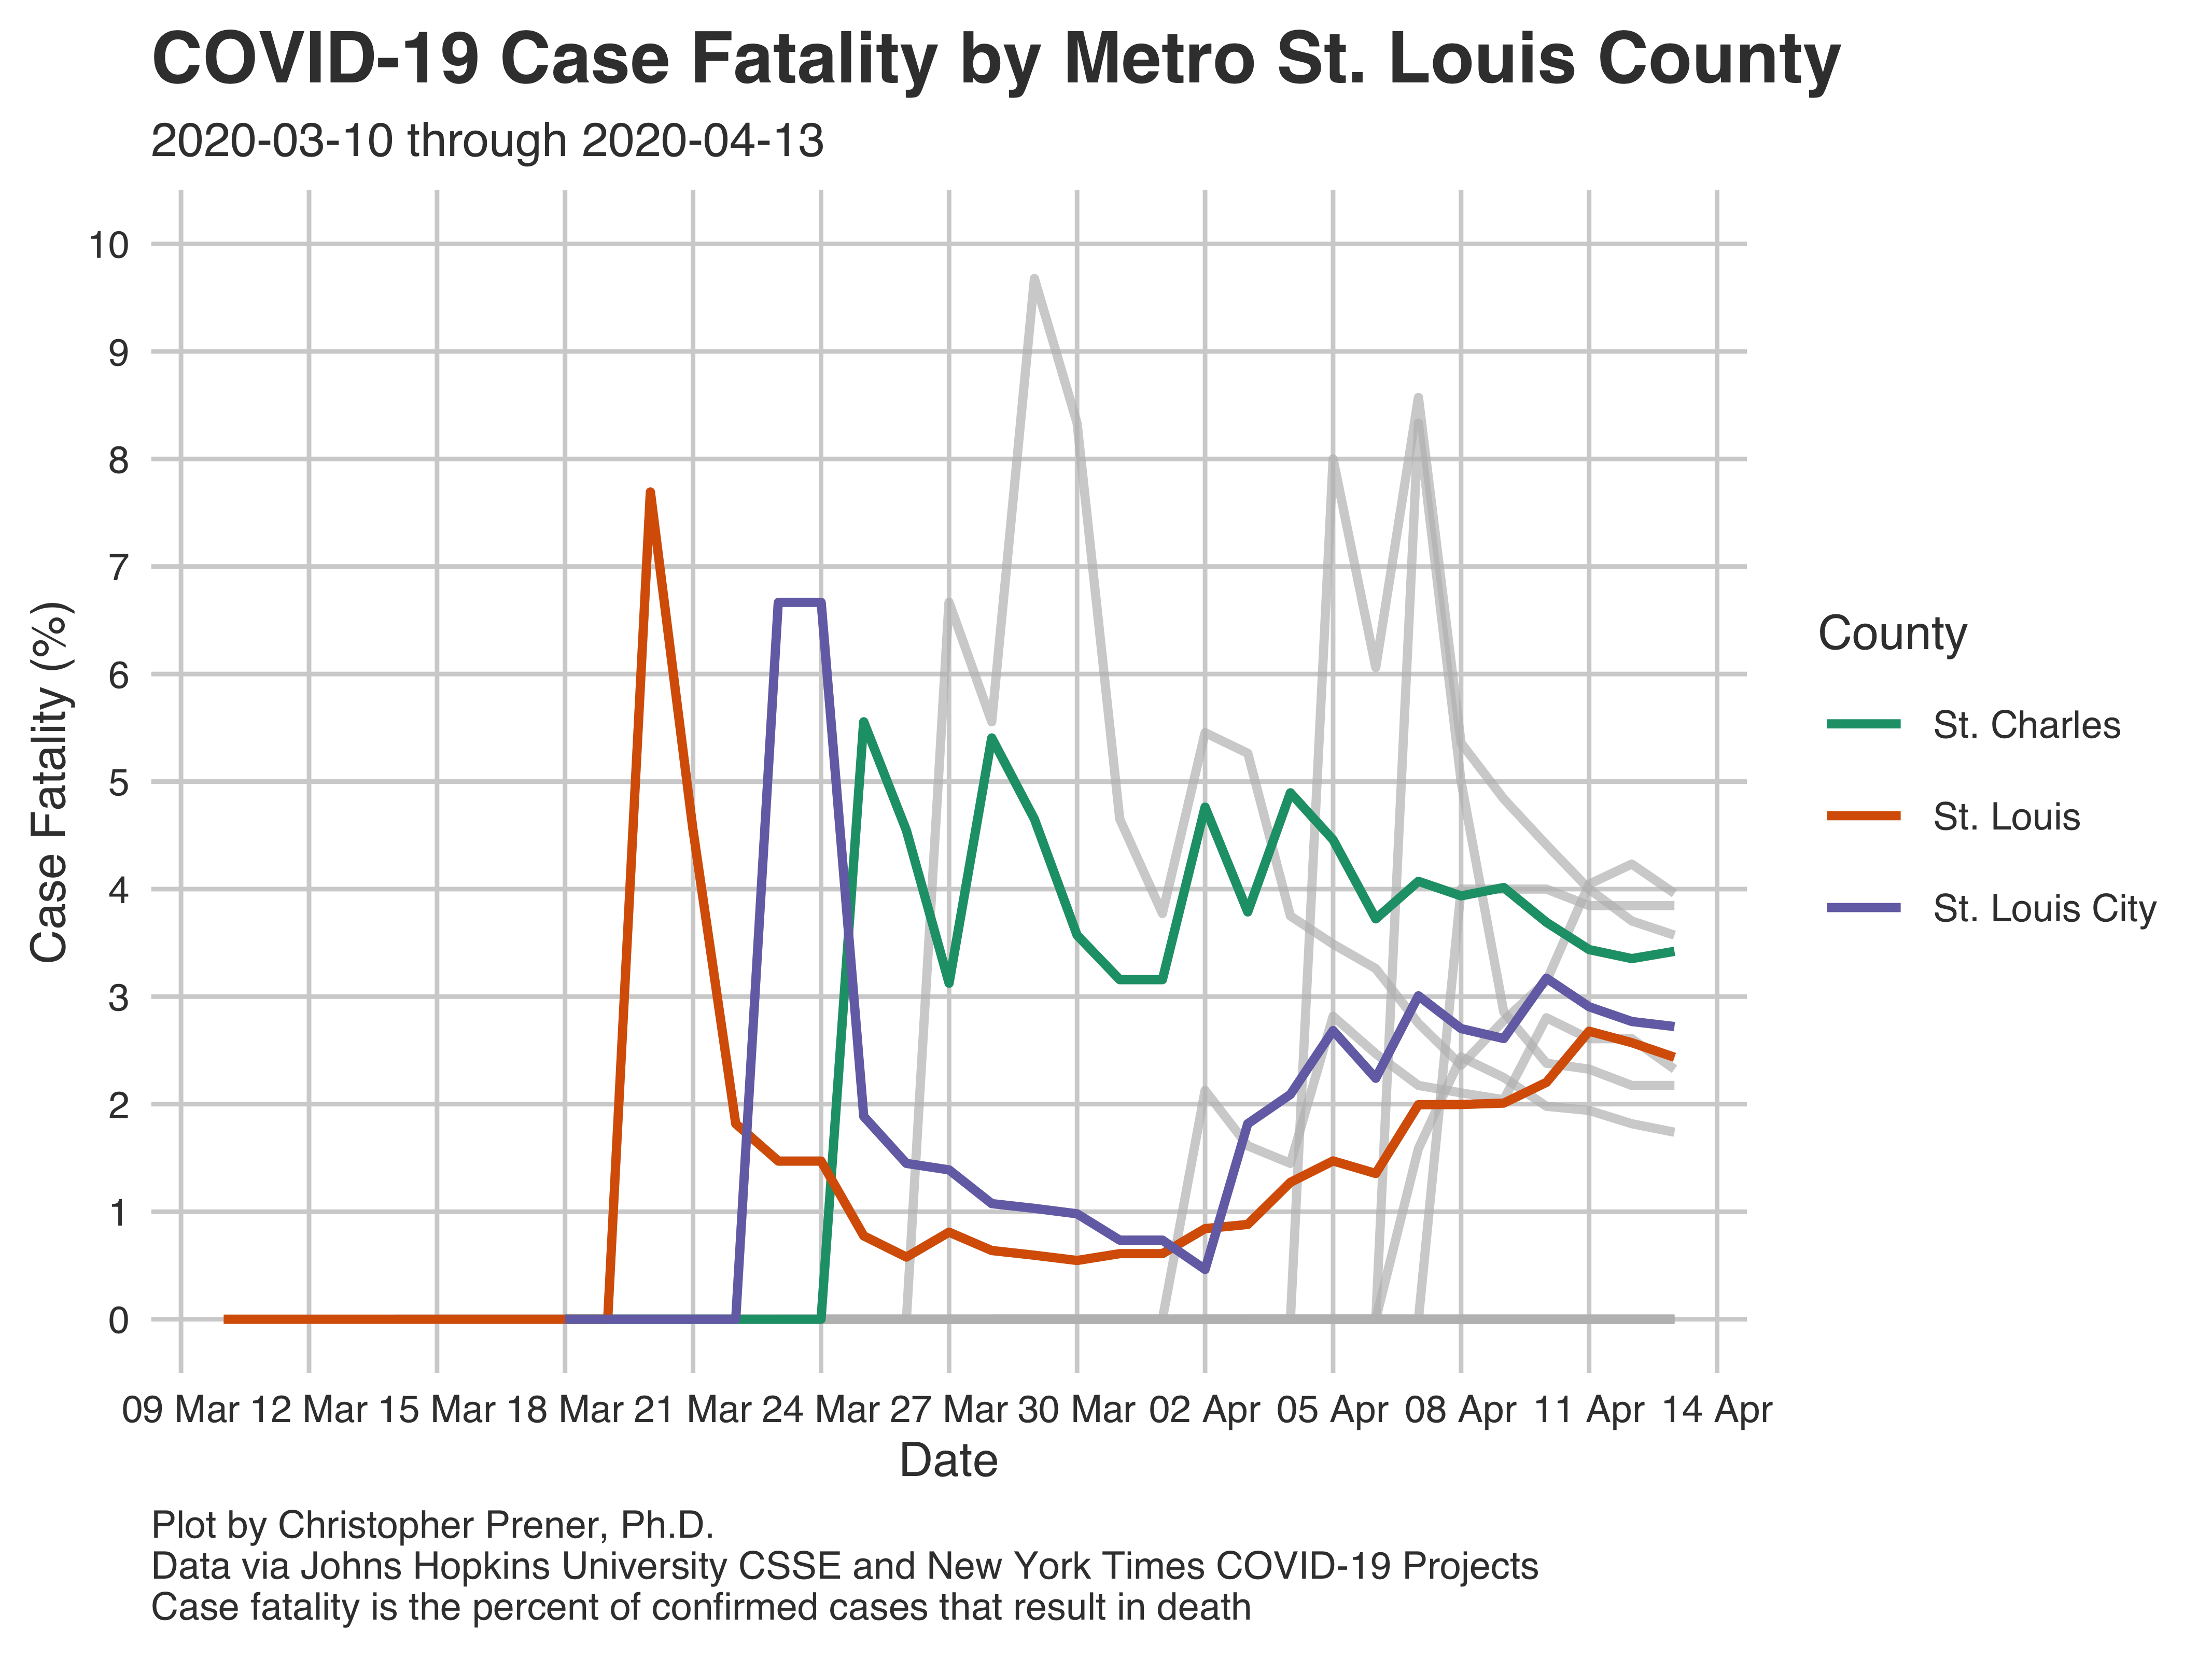 COVID-19 Case Fatality by Metro St. Louis County
2020-03-10 through 2020-04-13
10
9
8
7
6
5
4
3
2
1
0
Case Fatality (%)
County
St. Charles
St. Louis
St. Louis City
09 Mar 12 Mar 15 Mar 18 Mar 21 Mar 24 Mar 27 Mar 30 Mar 02 Apr 05 Apr 08 Apr 11 Apr 14 Apr
Date
Plot by Christopher Prener, Ph.D.
Data via Johns Hopkins University CSSE and New York Times COVID-19 Projects
Case fatality is the percent of confirmed cases that result in death